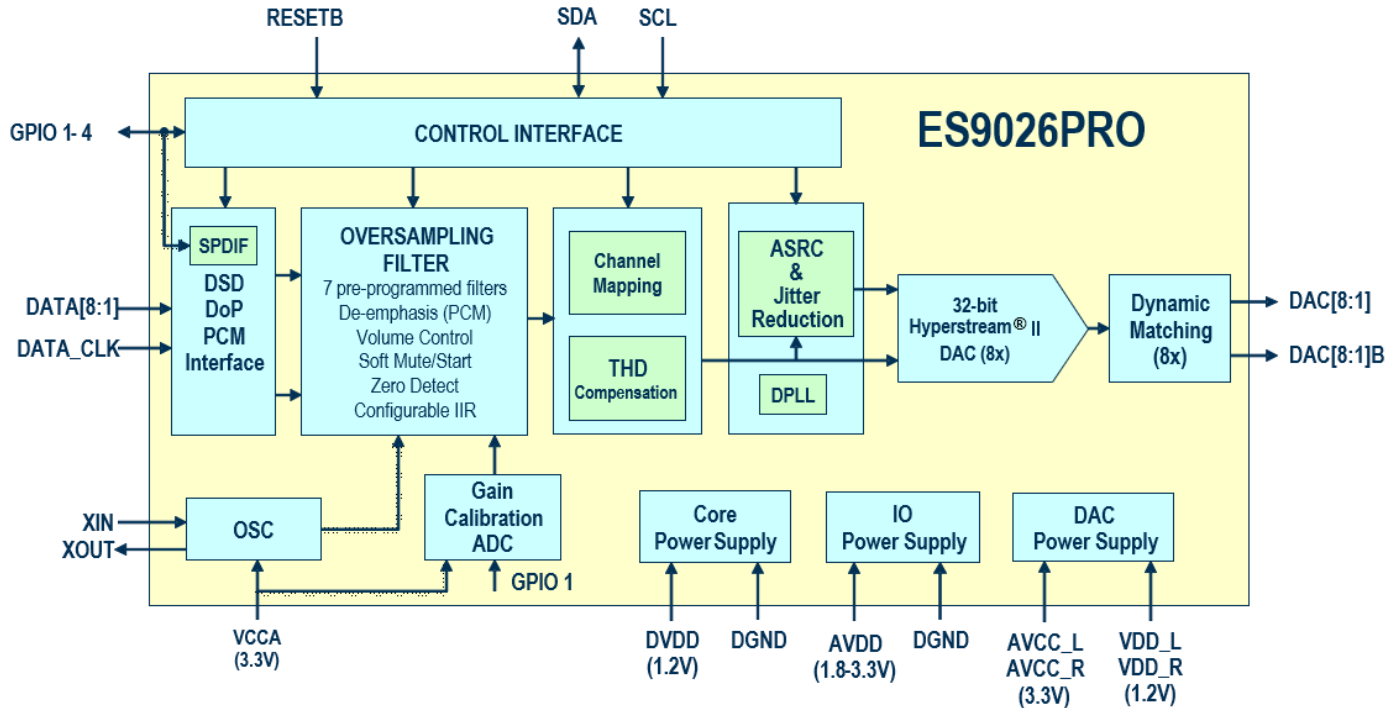 RESETB
SDA
SCL
ES9026PRO
GPIO 1- 4
CONTROL INTERFACE
SPDIF
DSD
DoP
PCM
Interface
DATA[8:1]
DATA_CLK
OVERSAMPLING
FILTER
7 pre-programmed filters
De-emphasis (PCM)
Volume Control
Soft Mute/Start
Zero Detect
Configurable IIR
Channel
Mapping
THD
Compensation
ASRC
&
Jitter
Reduction
DPLL
32-bit
Hyperstream® II
DAC (8x)
Dynamic
Matching
(8x)
DAC[8:1]
DAC[8:1]B
XIN
XOUT
OSC
Gain
Calibration
ADC
GPIO 1
Core
Power Supply
IO
Power Supply
DAC
Power Supply
VCCA
(3.3V)
DVDD
(1.2V)
DGND
AVDD
(1.8-3.3V)
DGND
AVCC_L
AVCC_R
(3.3V)
VDD_L
VDD_R
(1.2V)